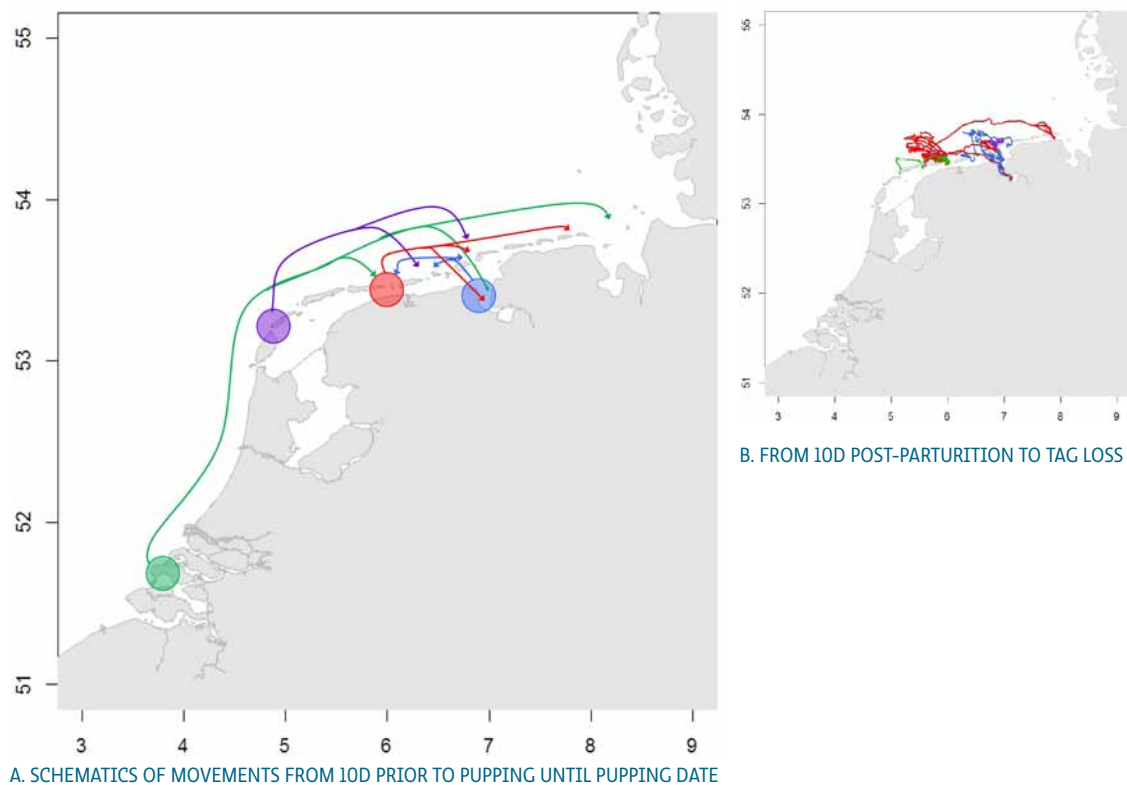 55
54
53
52
51
3 4 5 6 7 8 9
A. SCHEMATICS OF MOVEMENTS FROM 10D PRIOR TO PUPPING UNTIL PUPPING DATE
55
54
53
52
51
3 4 5 6 7 8 9
B. FROM 10D POST-PARTURITION TO TAG LOSS